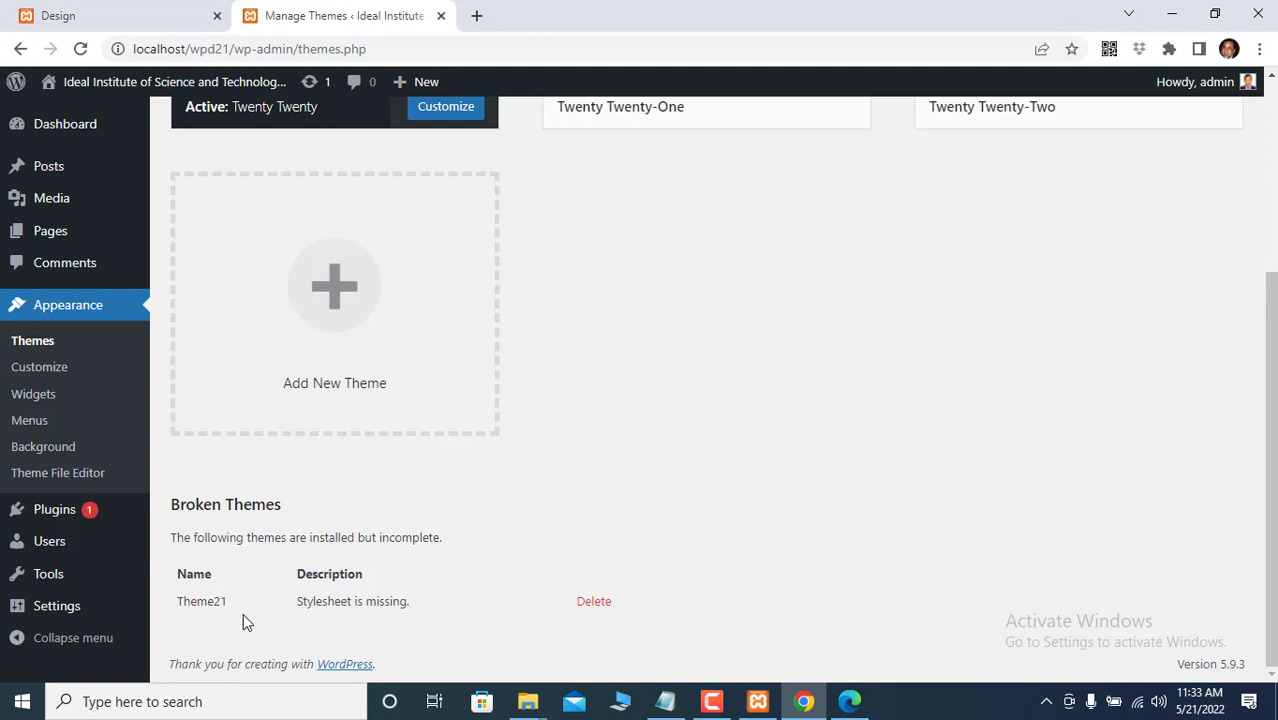 Design
Manage Themes ‹ Ideal Institute
localhost/wpd21/wp-admin/themes.php
Ideal Institute of Science and Technolog...
1
0
New
Howdy, admin
Dashboard
Posts
Media
Pages
Comments
Appearance
Themes
Customize
Widgets
Menus
Background
Theme File Editor
Plugins 1
Users
Tools
Settings
Collapse menu
Active: Twenty Twenty
Customize
Twenty Twenty-One
Twenty Twenty-Two
Add New Theme
Broken Themes
The following themes are installed but incomplete.
Name Description
Theme21 Stylesheet is missing. Delete
Thank you for creating with WordPress.
Version 5.9.3
Activate Windows
Go to Settings to activate Windows.
Type here to search
11:33 AM
5/21/2022